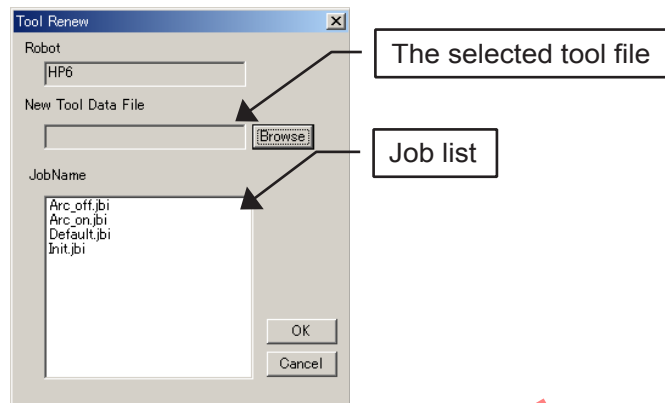 Tool Renew
Robot
HP6
The selected tool file
New Tool Data File
Browse
Job list
JobName
Arc_off.jbi
Arc_on.jbi
Default.jbi
Init.jbi
OK
Cancel